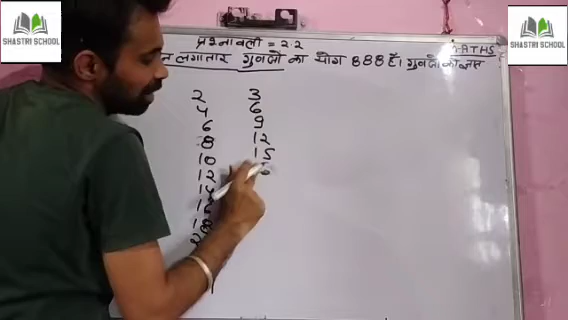 SHASTRI SCHOOL
SHASTRI SCHOOL
MATHS
प्रश्नावली = 2.2
लगातार गुणजों का योग 888 है। गुणजों को ज्ञात
2 3
4 6
6 9
8 12
10 15
12
14